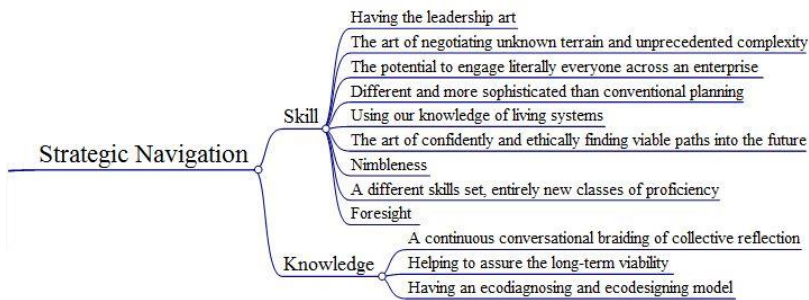 Having the leadership art
The art of negotiating unknown terrain and unprecedented complexity
The potential to engage literally everyone across an enterprise
Different and more sophisticated than conventional planning
Skill
Using our knowledge of living systems
The art of confidently and ethically finding viable paths into the future
Strategic Navigation
Nimbleness
A different skills set, entirely new classes of proficiency
Foresight
A continuous conversational braiding of collective reflection
Knowledge
Helping to assure the long-term viability
Having an ecodiagnosing and ecodesigning model